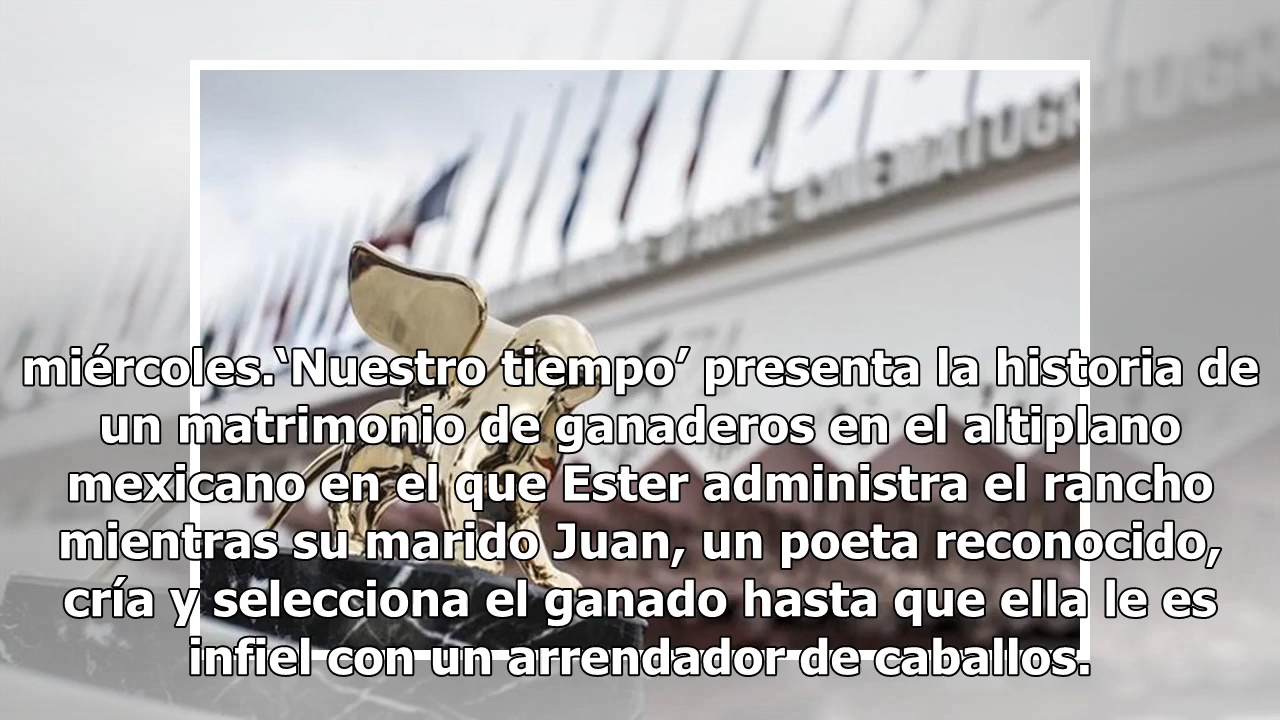 D'ARTE CINEMATOGR
miércoles.‘Nuestro tiempo’ presenta la historia de
un matrimonio de ganaderos en el altiplano
mexicano en el que Ester administra el rancho
mientras su marido Juan, un poeta reconocido,
cría y selecciona el ganado hasta que ella le es
infiel con un arrendador de caballos.